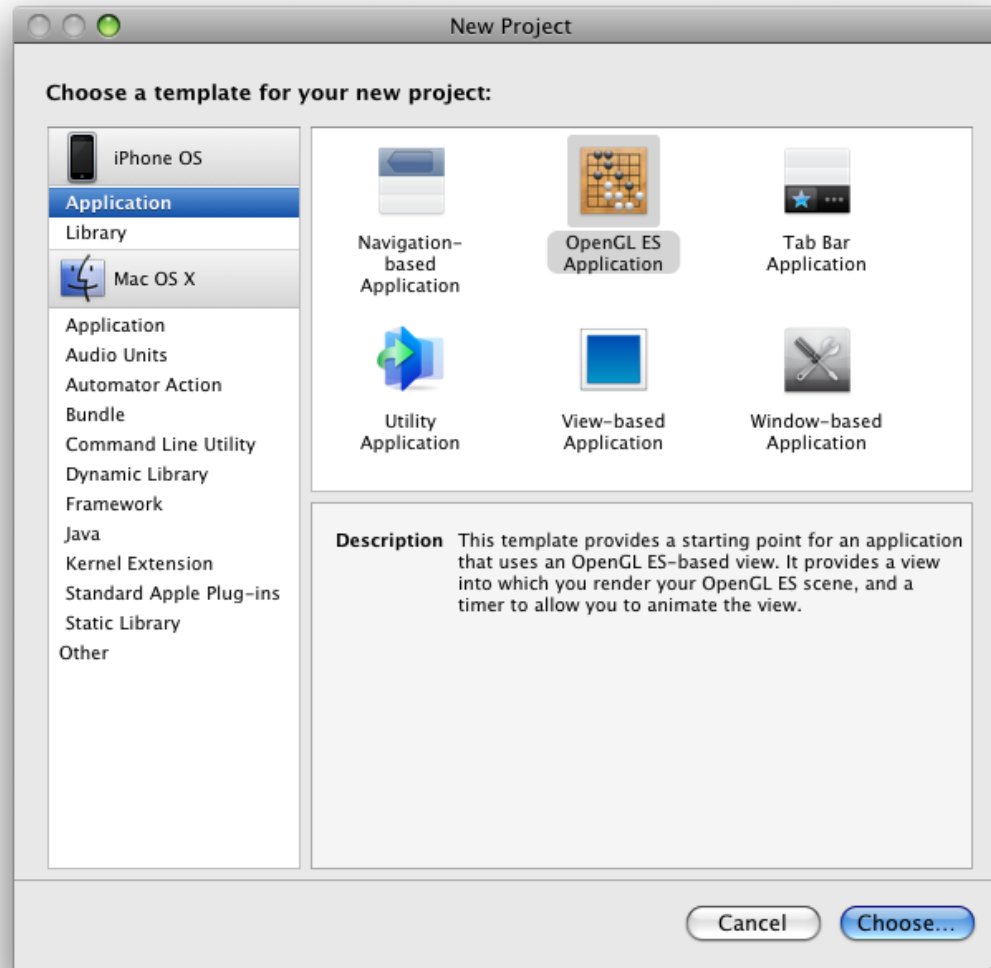 New Project
Choose a template for your new project:
iPhone OS
Application
Library
Mac OS X
Application
Audio Units
Automator Action
Bundle
Command Line Utility
Dynamic Library
Framework
Java
Kernel Extension
Standard Apple Plug-ins
Static Library
Other
Navigation-
based
Application
OpenGL ES
Application
Tab Bar
Application
Utility
Application
View-based
Application
Window-based
Application
Description This template provides a starting point for an application
that uses an OpenGL ES-based view. It provides a view
into which you render your OpenGL ES scene, and a
timer to allow you to animate the view.
Cancel
Choose...